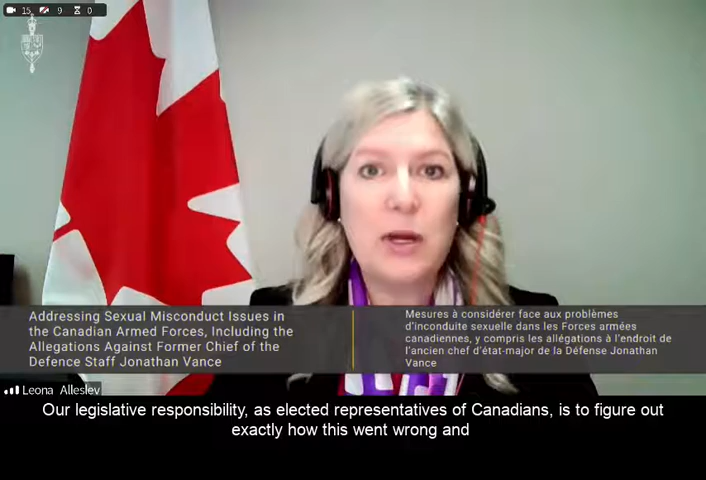 15 9 0
Addressing Sexual Misconduct Issues in
the Canadian Armed Forces, Including the
Allegations Against Former Chief of the
Defence Staff Jonathan Vance
Mesures à considérer face aux problèmes
d'inconduite sexuelle dans les Forces armées
canadiennes, y compris les allégations à l'endroit de
l'ancien chef d'état-major de la Défense Jonathan
Vance
Leona Alleslev
Our legislative responsibility, as elected representatives of Canadians, is to figure out
exactly how this went wrong and